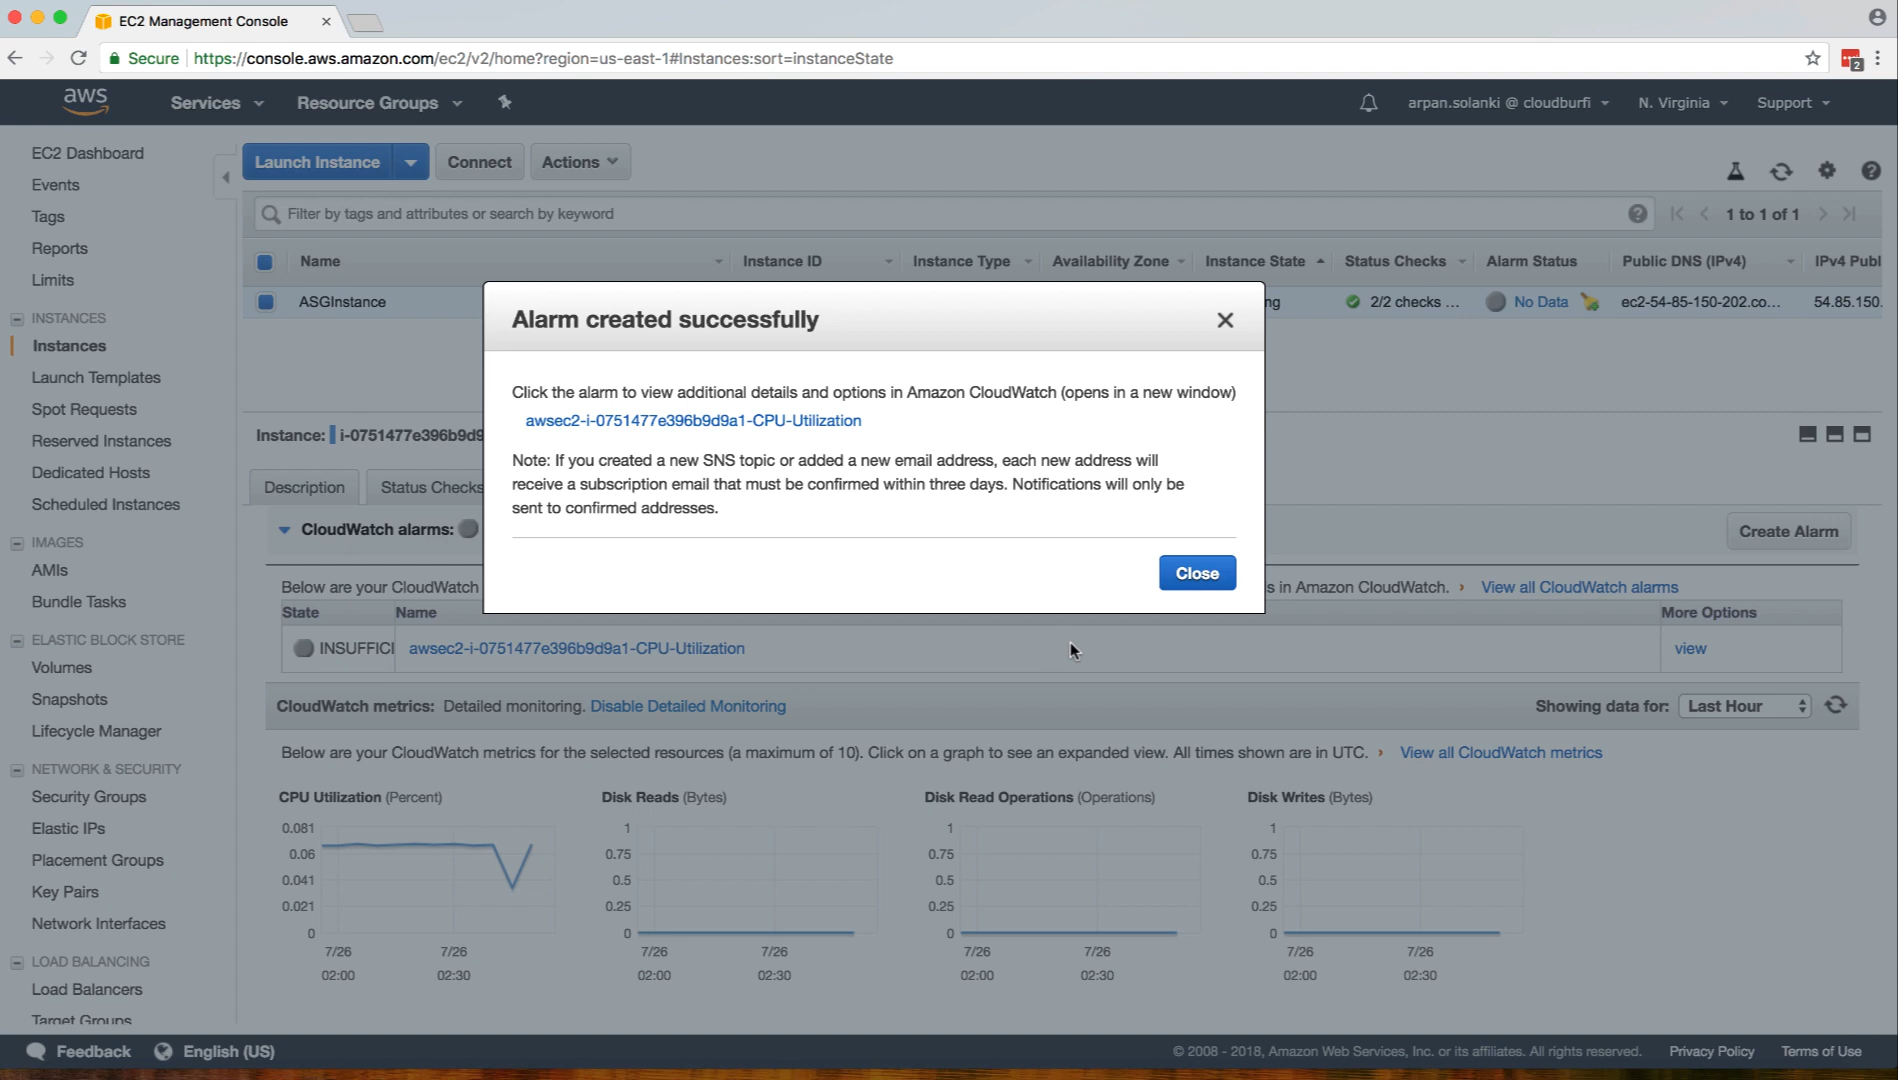 EC2 Management Console
Secure https://console.aws.amazon.com/ec2/v2/home?region=us-east-1#Instances:sort=instanceState
2
aws Services Resource Groups arpan.solanki @ cloudburfi N. Virginia Support
EC2 Dashboard
Events
Tags
Reports
Limits
INSTANCES
Instances
Launch Templates
Spot Requests
Reserved Instances
Dedicated Hosts
Scheduled Instances
IMAGES
AMIs
Bundle Tasks
ELASTIC BLOCK STORE
Volumes
Snapshots
Lifecycle Manager
NETWORK & SECURITY
Security Groups
Elastic IPs
Placement Groups
Key Pairs
Network Interfaces
LOAD BALANCING
Load Balancers
Target Groups
Launch Instance Connect Actions
Filter by tags and attributes or search by keyword 1 to 1 of 1
Name Instance ID Instance Type Availability Zone Instance State Status Checks Alarm Status Public DNS (IPv4) IPv4 Publ
ASGInstance ng 2/2 checks ... No Data ec2-54-85-150-202.co... 54.85.150.
Alarm created successfully
Click the alarm to view additional details and options in Amazon CloudWatch (opens in a new window)
awsec2-i-0751477e396b9d9a1-CPU-Utilization
Note: If you created a new SNS topic or added a new email address, each new address will
receive a subscription email that must be confirmed within three days. Notifications will only be
sent to confirmed addresses.
Close
Instance: i-0751477e396b9d9
Description Status Checks
CloudWatch alarms: Create Alarm
Below are your CloudWatch s in Amazon CloudWatch. View all CloudWatch alarms
State Name More Options
INSUFFICI awsec2-i-0751477e396b9d9a1-CPU-Utilization view
CloudWatch metrics: Detailed monitoring. Disable Detailed Monitoring Showing data for: Last Hour
Below are your CloudWatch metrics for the selected resources (a maximum of 10). Click on a graph to see an expanded view. All times shown are in UTC. View all CloudWatch metrics
CPU Utilization (Percent)
0.081
0.06
0.041
0.021
0
7/26 7/26
02:00 02:30
Disk Reads (Bytes)
1
0.75
0.5
0.25
0
7/26 7/26
02:00 02:30
Disk Read Operations (Operations)
1
0.75
0.5
0.25
0
7/26 7/26
02:00 02:30
Disk Writes (Bytes)
1
0.75
0.5
0.25
0
7/26 7/26
02:00 02:30
Feedback English (US) © 2008 - 2018, Amazon Web Services, Inc. or its affiliates. All rights reserved. Privacy Policy Terms of Use